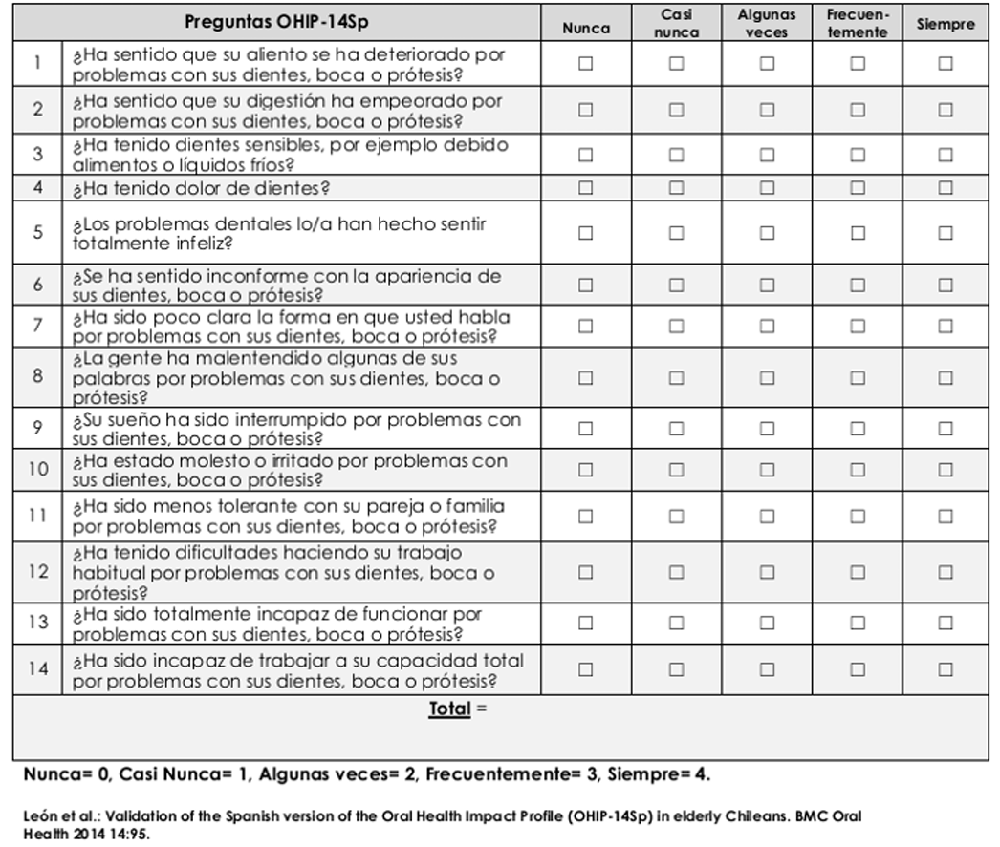 Preguntas OHIP-14Sp
Nunca
Casi
nunca
Algunas
veces
Frecuen-
temente
Siempre
1
¿Ha sentido que su aliento se ha deteriorado por
problemas con sus dientes, boca o prótesis?
2
¿Ha sentido que su digestión ha empeorado por
problemas con sus dientes, boca o prótesis?
3
¿Ha tenido dientes sensibles, por ejemplo debido
alimentos o líquidos fríos?
4
¿Ha tenido dolor de dientes?
5
¿Los problemas dentales lo/a han hecho sentir
totalmente infeliz?
6
¿Se ha sentido inconforme con la apariencia de
sus dientes, boca o prótesis?
7
¿Ha sido poco clara la forma en que usted habla
por problemas con sus dientes, boca o prótesis?
8
¿La gente ha malentendido algunas de sus
palabras por problemas con sus dientes, boca o
prótesis?
9
¿Su sueño ha sido interrumpido por problemas con
sus dientes, boca o prótesis?
10
¿Ha estado molesto o irritado por problemas con
sus dientes, boca o prótesis?
11
¿Ha sido menos tolerante con su pareja o familia
por problemas con sus dientes, boca o prótesis?
12
¿Ha tenido dificultades haciendo su trabajo
habitual por problemas con sus dientes, boca o
prótesis?
13
¿Ha sido totalmente incapaz de funcionar por
problemas con sus dientes, boca o prótesis?
14
¿Ha sido incapaz de trabajar a su capacidad total
por problemas con sus dientes, boca o prótesis?
Total =
Nunca= 0, Casi Nunca= 1, Algunas veces= 2, Frecuentemente= 3, Siempre= 4.
León et al.: Validation of the Spanish version of the Oral Health Impact Profile (OHIP-14Sp) in elderly Chileans. BMC Oral
Health 2014 14:95.